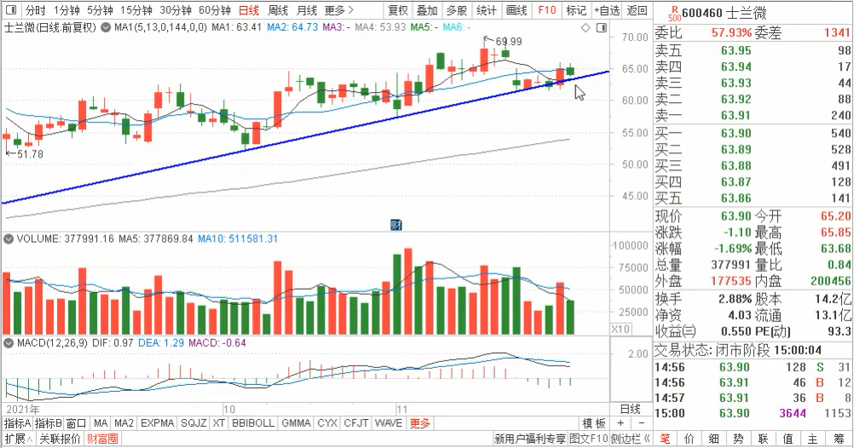 分时 1分钟 5分钟 15分钟 30分钟 60分钟 日线 周线 月线 更多 复权 叠加 多股 统计 画线 F10 标记 +自选 返回
R 500 600460 士兰微
士兰微(日线 前复权) MA1(5,13,0,144,0,0) MA1: 63.41 MA2: 64.73 MA3: - MA4: 53.93 MA5: - MA6: -
委比 57.93% 委差 1341
卖五 63.95 98
卖四 63.94 17
卖三 63.93 44
卖二 63.92 88
卖一 63.91 240
买一 63.90 540
买二 63.89 528
买三 63.88 491
买四 63.87 128
买五 63.86 141
现价 63.90 今开 65.20
涨跌 -1.10 最高 65.85
涨幅 -1.69% 最低 63.68
总量 377991 量比 0.84
外盘 177535 内盘 200456
换手 2.88% 股本 14.2亿
净资 4.03 流通 13.1亿
收益㈢ 0.550 PE(动) 93.3
交易状态: 闭市阶段 15:00:04
14:56 63.90 128 S 31
14:56 63.91 46 B 12
14:57 63.91 36 B 8
15:00 63.90 3644 1153
笔 价 细 势 联 值 主 筹
69.99
51.78
70.00
65.00
60.00
55.00
50.00
45.00
财
VOLUME: 377991.16 MA5: 377869.84 MA10: 511581.31
100000
75000
50000
25000
X10
MACD(12,26,9) DIF: 0.97 DEA: 1.29 MACD: -0.64
2.00
0.00
2021年 10 11 日线
指标A 指标B 窗口 MA MA2 EXPMA SQJZ XT BBIBOLL GMMA CYX CFJT WAVE 更多 模板 + -
扩展∧ 关联报价 财富圈 新用户福利专享 图文F10 侧边栏《